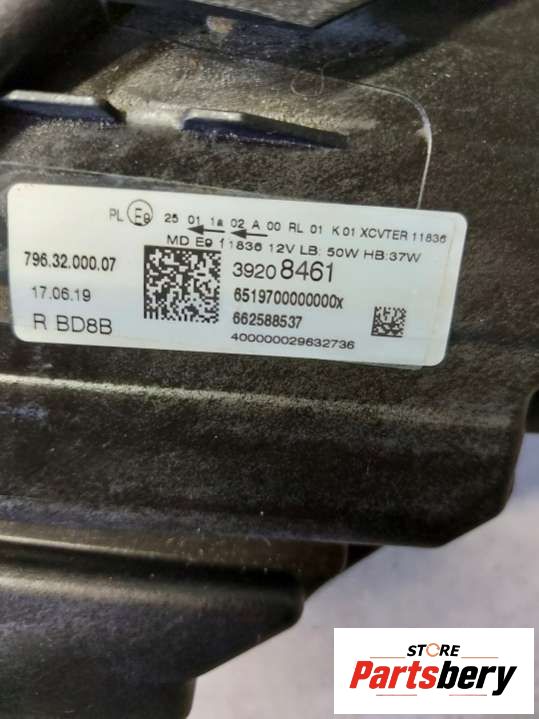 PL E9 25 01 1a 02 A 00 RL 01 K 01 XCVTER 11836
MD E9 11836 12V LB: 50W HB:37W
796.32.000.07
3920 8461
17.06.19
6519700000000x
R BD8B
662588537
400000029632736
STORE
Partsbery